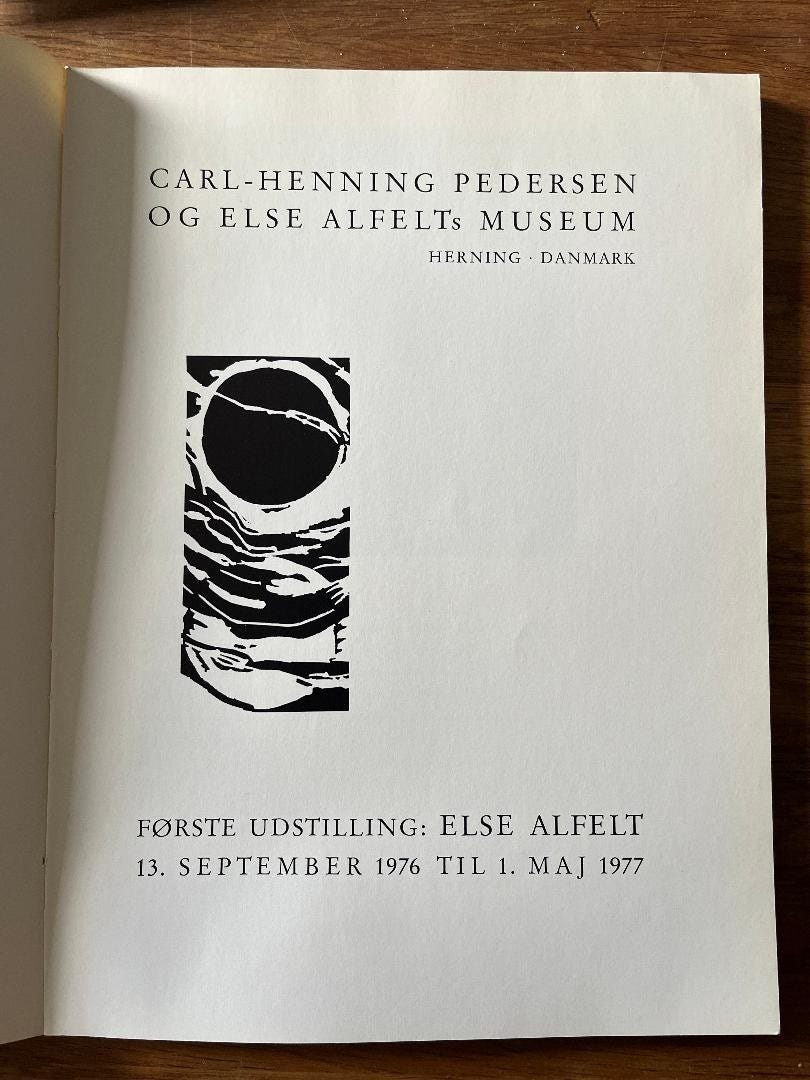 CARL-HENNING PEDERSEN
OG ELSE ALFELTs MUSEUM
HERNING · DANMARK
FØRSTE UDSTILLING: ELSE ALFELT
13. SEPTEMBER 1976 TIL 1. MAJ 1977